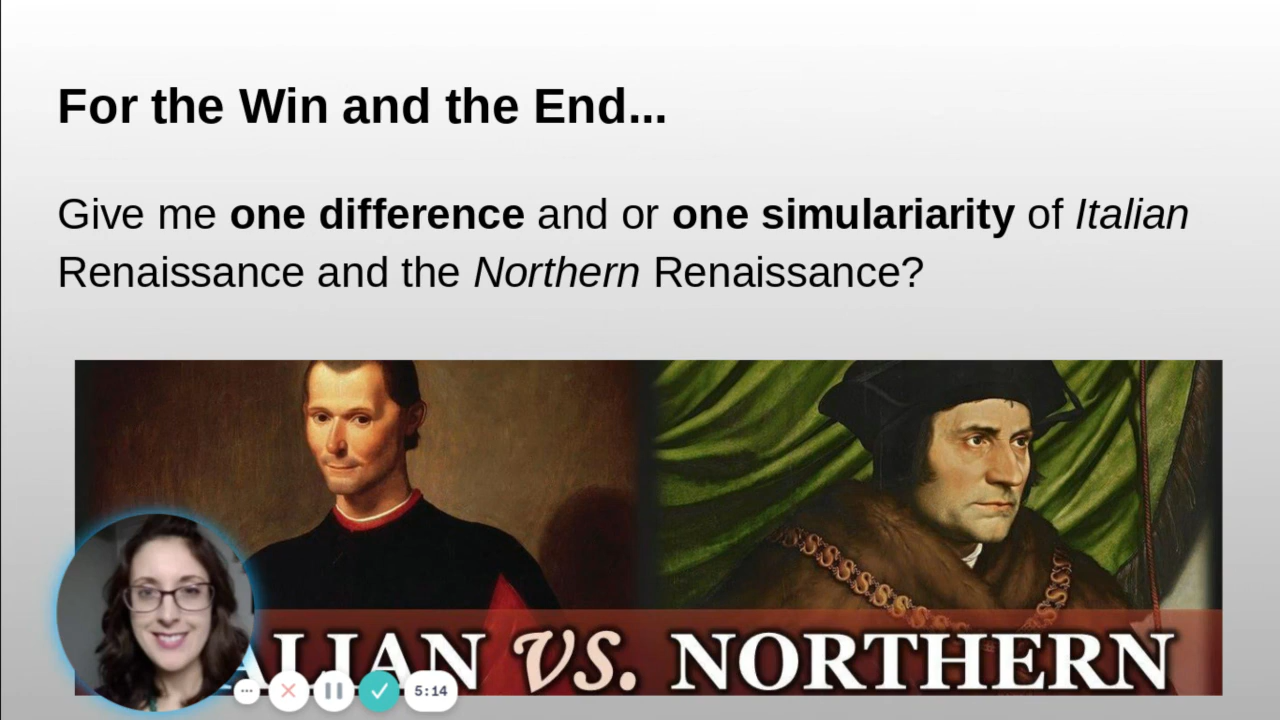 For the Win and the End...
Give me one difference and or one simulariarity of Italian
Renaissance and the Northern Renaissance?
ALIAN VS. NORTHERN
5:14